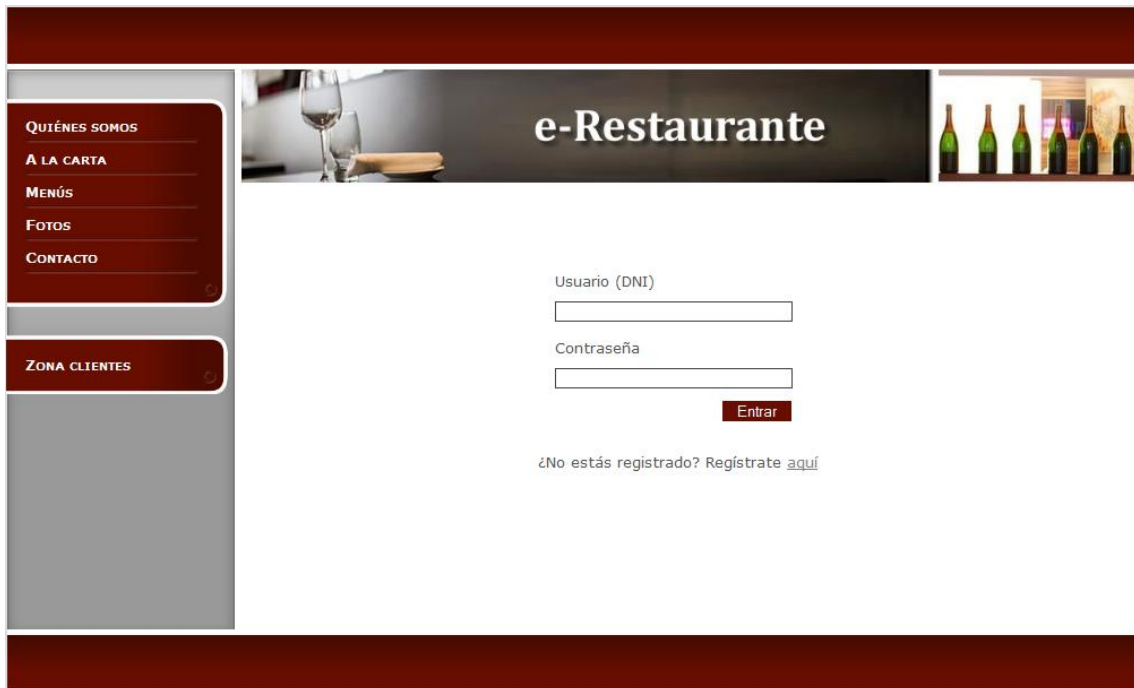 e-Restaurante
QUIÉNES SOMOS
A LA CARTA
MENÚS
FOTOS
CONTACTO
ZONA CLIENTES
Usuario (DNI)
Contraseña
Entrar
¿No estás registrado? Regístrate aquí